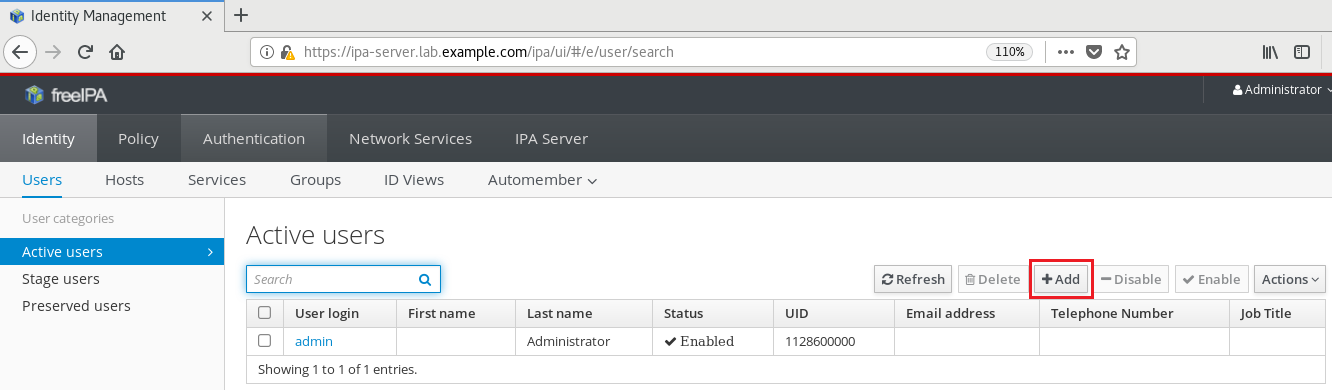 Identity Management
https://ipa-server.lab.example.com/ipa/ui/#/e/user/search 110%
freeIPA Administrator
Identity Policy Authentication Network Services IPA Server
Users Hosts Services Groups ID Views Automember
User categories
Active users
Stage users
Preserved users
Active users
Search Refresh Delete Add Disable Enable Actions
User login First name Last name Status UID Email address Telephone Number Job Title
admin Administrator Enabled 1128600000
Showing 1 to 1 of 1 entries.